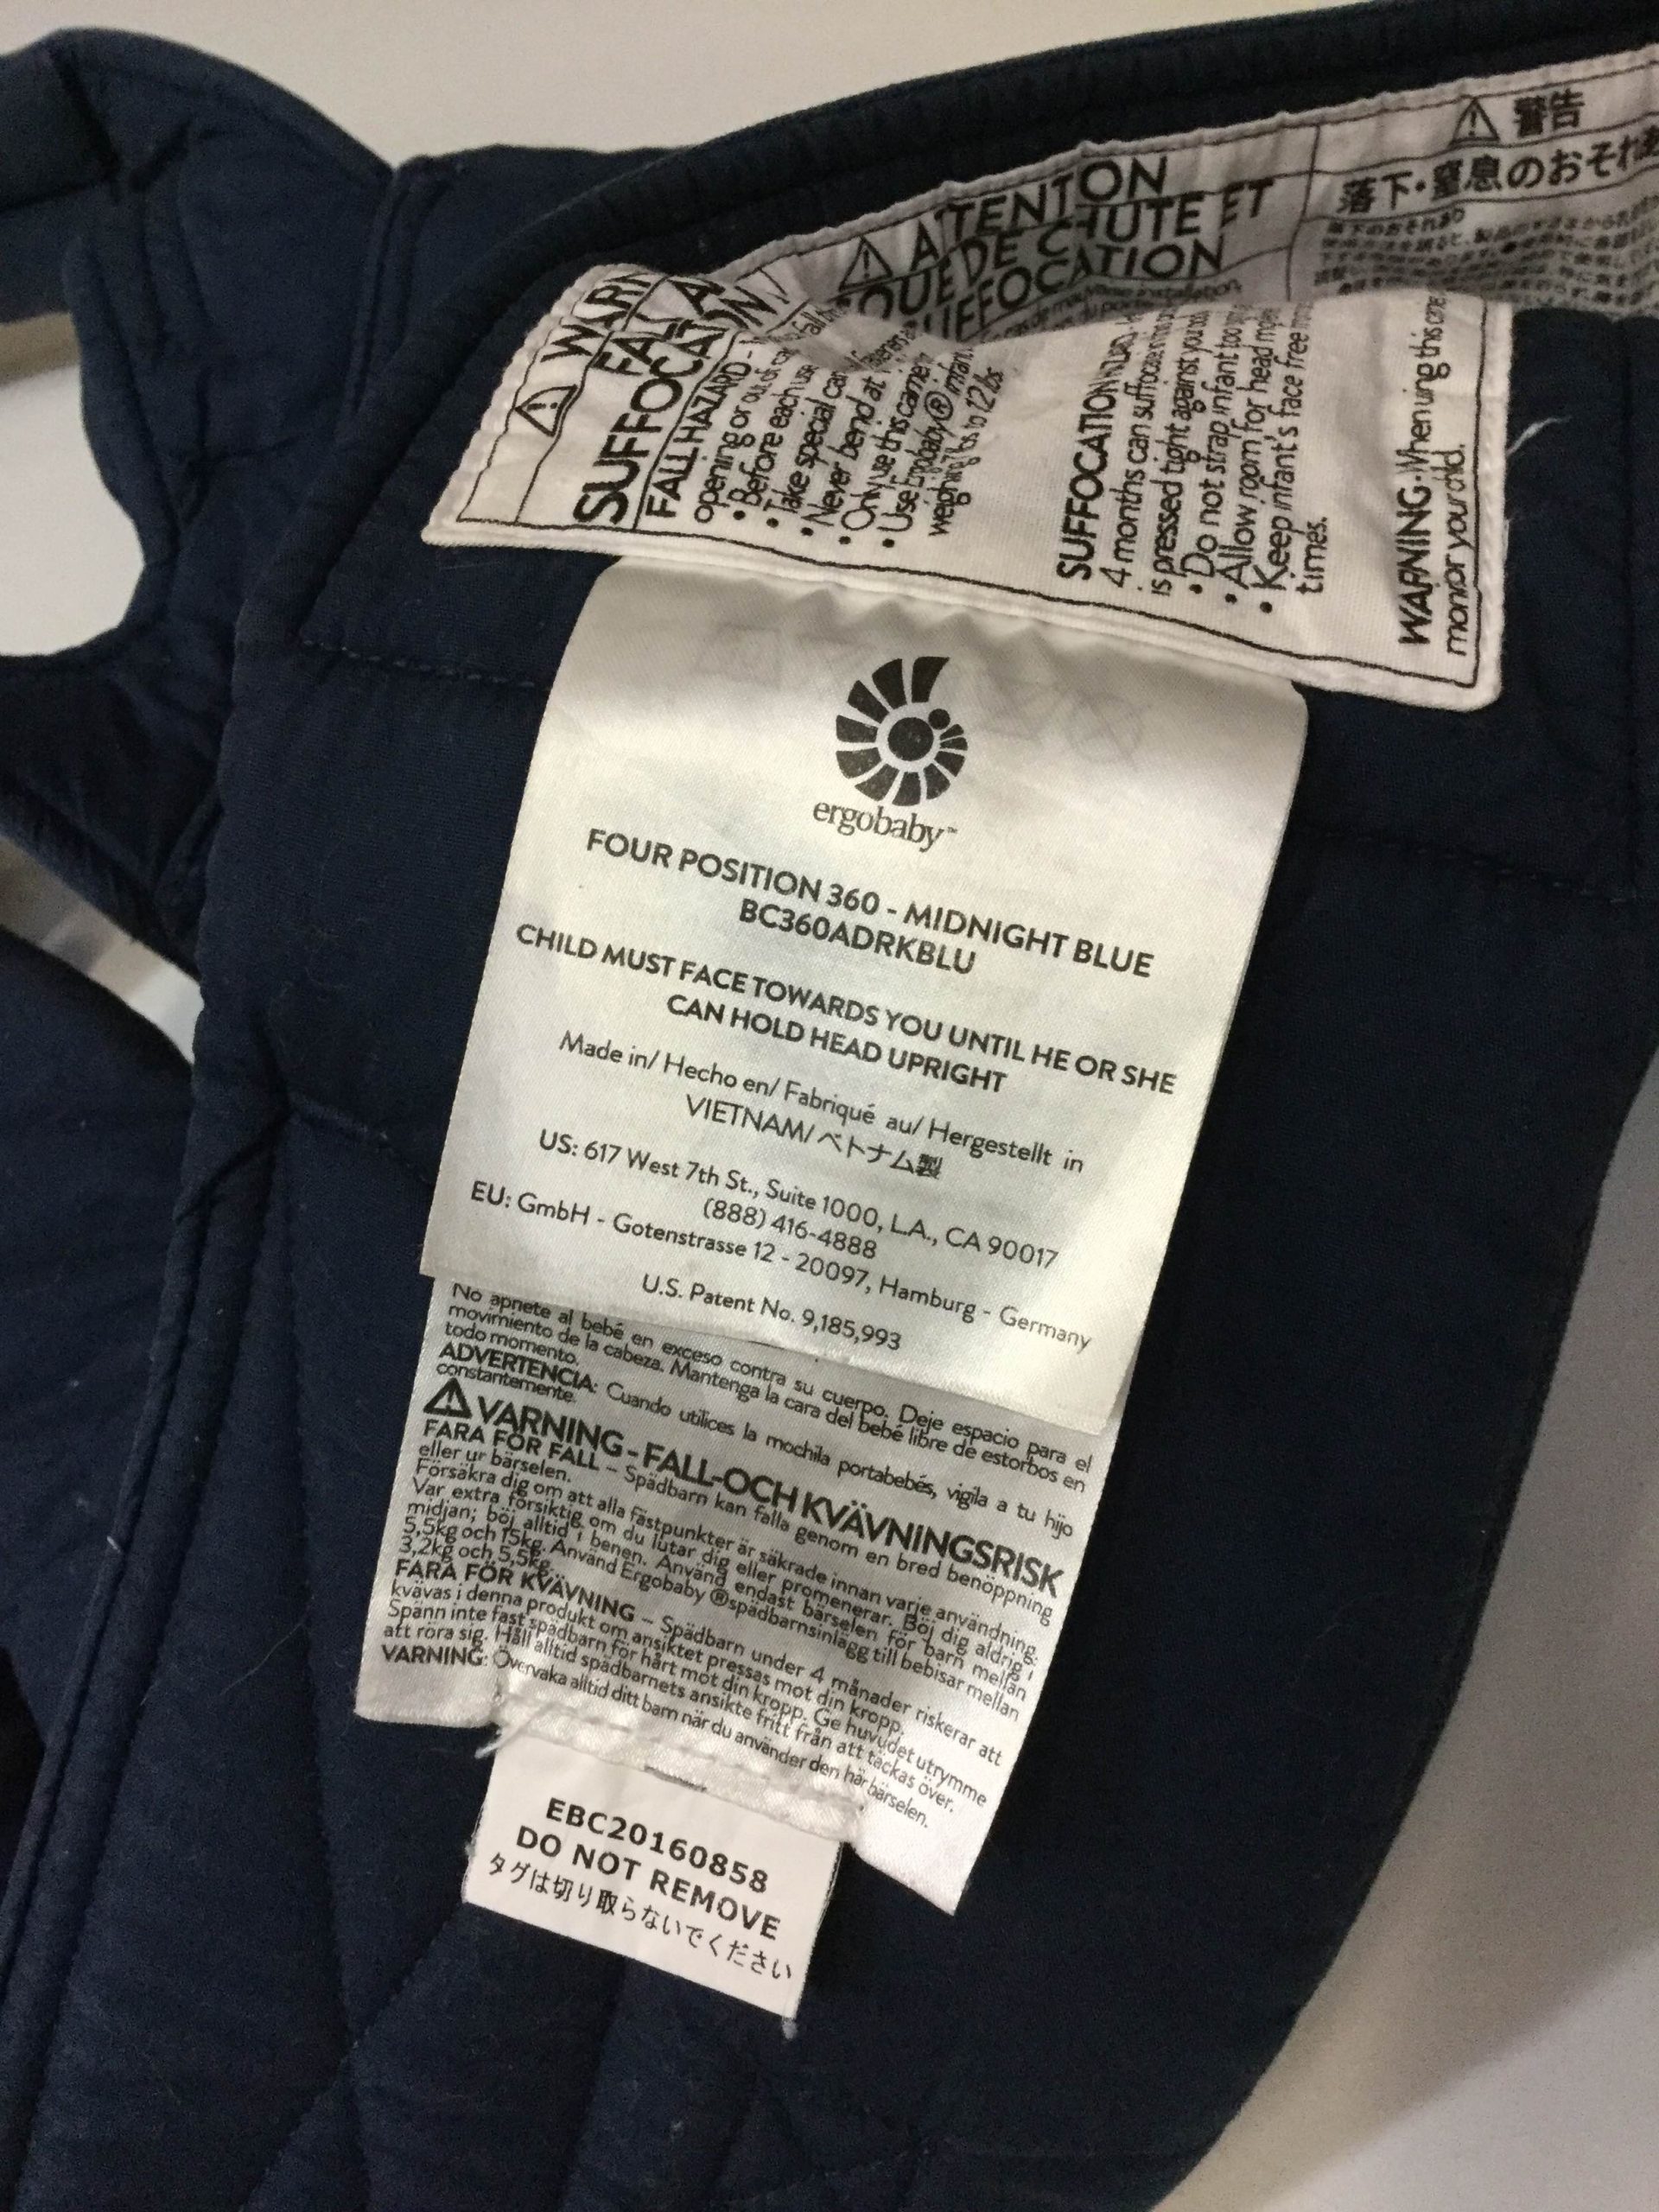 警告
落下・窒息のおそれ
ATTENTION
DE CHUTE ET
SUFFOCATION
FALL HAZARD -
opening or out of
• Before each use
• Take special
• Never bend at
• Only use this carrier
• Use Ergobaby® infant
weighing 7lbs to 12 lbs
SUFFOCATION
4 months can suffocate
is pressed tight against your
• Do not strap infant too
• Allow room for head
• Keep infant's face free
times.
WARNING-When using this
monitor your child.
ergobaby™
FOUR POSITION 360 - MIDNIGHT BLUE
BC360ADRKBLU
CHILD MUST FACE TOWARDS YOU UNTIL HE OR SHE
CAN HOLD HEAD UPRIGHT
Made in/ Hecho en/ Fabriqué au/ Hergestellt in
VIETNAM/ベトナム製
US: 617 West 7th St., Suite 1000, L.A., CA 90017
(888) 416-4888
EU: GmbH - Gotenstrasse 12 - 20097, Hamburg - Germany
U.S. Patent No. 9,185,993
No apriete al bebé en exceso contra su cuerpo. Deje espacio para el
movimiento de la cabeza. Mantenga la cara del bebé libre de estorbos en
todo momento.
ADVERTENCIA: Cuando utilices la mochila portabebés, vigila a tu hijo
constantemente.
VARNING - FALL-OCH KVÄVNINGSRISK
FARA FÖR FALL – Spädbarn kan falla genom en bred benöppning
eller ur bärselen.
Försäkra dig om att alla fästpunkter är säkrade innan varje användning.
Var extra försiktig om du lutar dig eller promenerar. Böj dig aldrig i
midjan; böj alltid i benen. Använd endast bärselen för barn mellan
5,5kg och 15kg. Använd Ergobaby ®spädbarnsinlägg till bebisar mellan
3,2kg och 5,5kg.
FARA FÖR KVÄVNING – Spädbarn under 4 månader riskerar att
kvävas i denna produkt om ansiktet pressas mot din kropp.
Spänn inte fast spädbarn för hårt mot din kropp. Ge huvudet utrymme
att röra sig. Håll alltid spädbarnets ansikte fritt från att täckas över.
VARNING: Övervaka alltid ditt barn när du använder den här bärselen.
EBC20160858
DO NOT REMOVE
タグは切り取らないでください